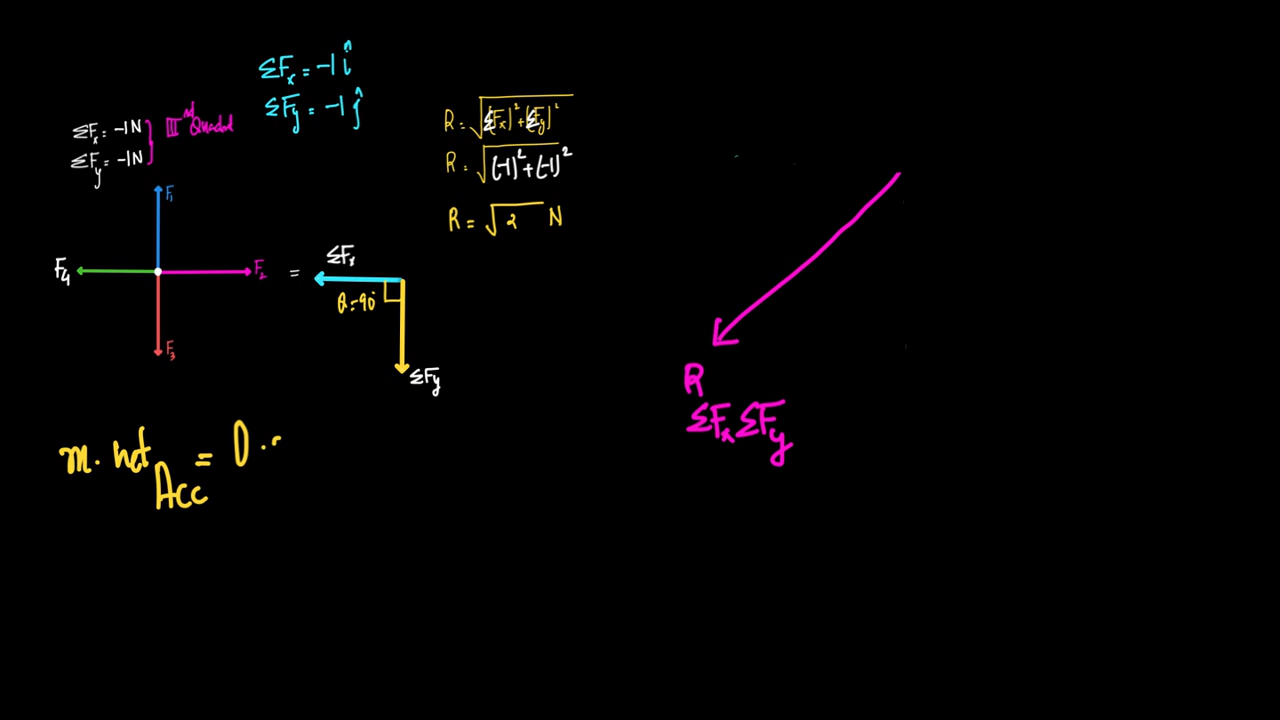 ΣFx = -1 î
ΣFy = -1 ĵ
ΣFx = -1N
ΣFy = -1N
III nd Quadrant
R = √(ΣFx)² + (ΣFy)²
R = √(-1)² + (-1)²
R = √2 N
F1
F4
F2
F3
=
ΣFx
θ = 90°
ΣFy
R
ΣFx ΣFy
m. net Acc = 0.